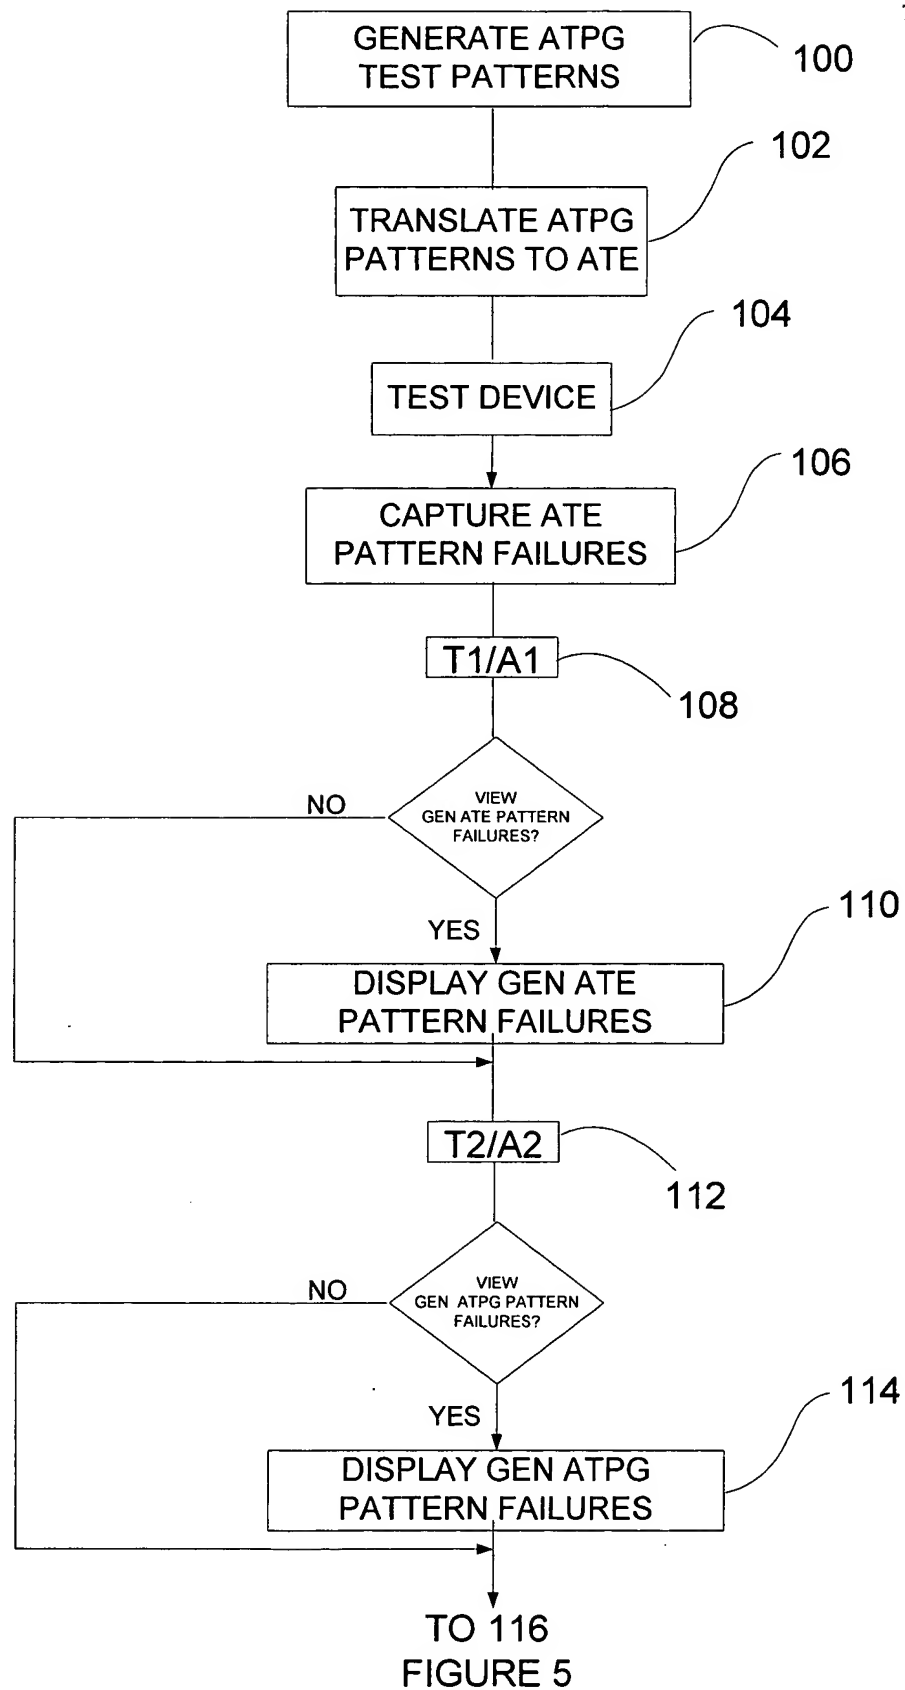 GENERATE ATPG
TEST PATTERNS
100
102
TRANSLATE ATPG
PATTERNS TO ATE
104
TEST DEVICE
106
CAPTURE ATE
PATTERN FAILURES
T1/A1
108
VIEW
GEN ATE PATTERN
FAILURES?
NO
YES
110
DISPLAY GEN ATE
PATTERN FAILURES
T2/A2
112
VIEW
GEN ATPG PATTERN
FAILURES?
NO
YES
114
DISPLAY GEN ATPG
PATTERN FAILURES
TO 116
FIGURE 5